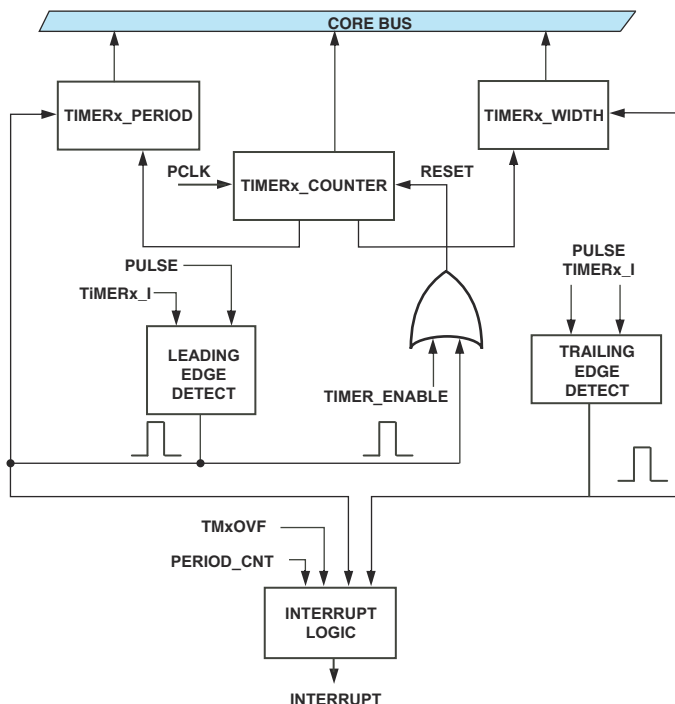 CORE BUS
TIMERx_PERIOD
TIMERx_WIDTH
PCLK
TIMERx_COUNTER
RESET
PULSE
TiMERx_I
PULSE
TIMERx_I
LEADING
EDGE
DETECT
TRAILING
EDGE
DETECT
TIMER_ENABLE
TMxOVF
PERIOD_CNT
INTERRUPT
LOGIC
INTERRUPT